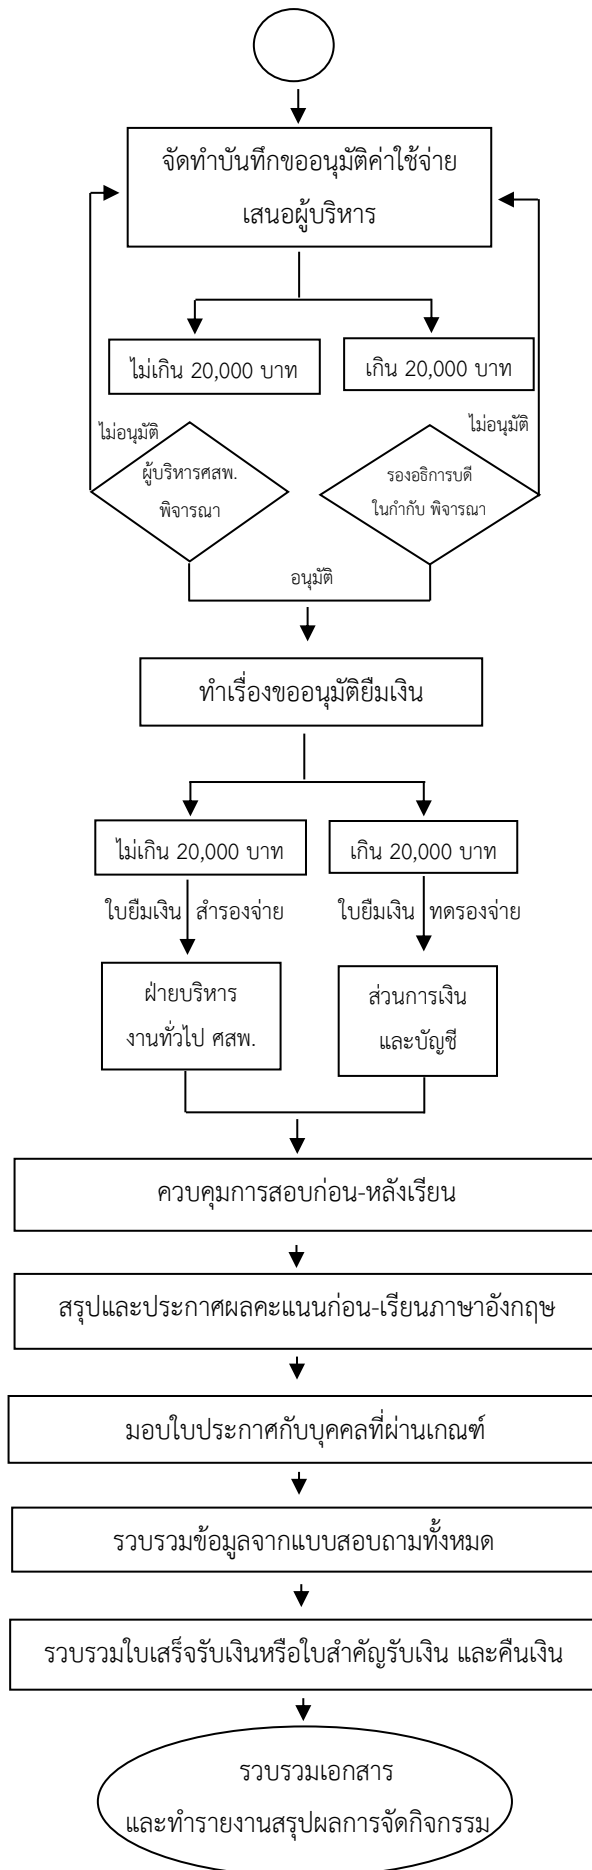 จัดทำบันทึกขออนุมัติค่าใช้จ่าย
เสนอผู้บริหาร
ไม่เกิน 20,000 บาท
เกิน 20,000 บาท
ไม่อนุมัติ
ไม่อนุมัติ
ผู้บริหารศสพ.
พิจารณา
รองอธิการบดี
ในกำกับ พิจารณา
อนุมัติ
ทำเรื่องขออนุมัติยืมเงิน
ไม่เกิน 20,000 บาท
เกิน 20,000 บาท
ใบยืมเงิน สำรองจ่าย
ใบยืมเงิน ทดรองจ่าย
ฝ่ายบริหาร
งานทั่วไป ศสพ.
ส่วนการเงิน
และบัญชี
ควบคุมการสอบก่อน-หลังเรียน
สรุปและประกาศผลคะแนนก่อน-เรียนภาษาอังกฤษ
มอบใบประกาศกับบุคคลที่ผ่านเกณฑ์
รวบรวมข้อมูลจากแบบสอบถามทั้งหมด
รวบรวมใบเสร็จรับเงินหรือใบสำคัญรับเงิน และคืนเงิน
รวบรวมเอกสาร
และทำรายงานสรุปผลการจัดกิจกรรม